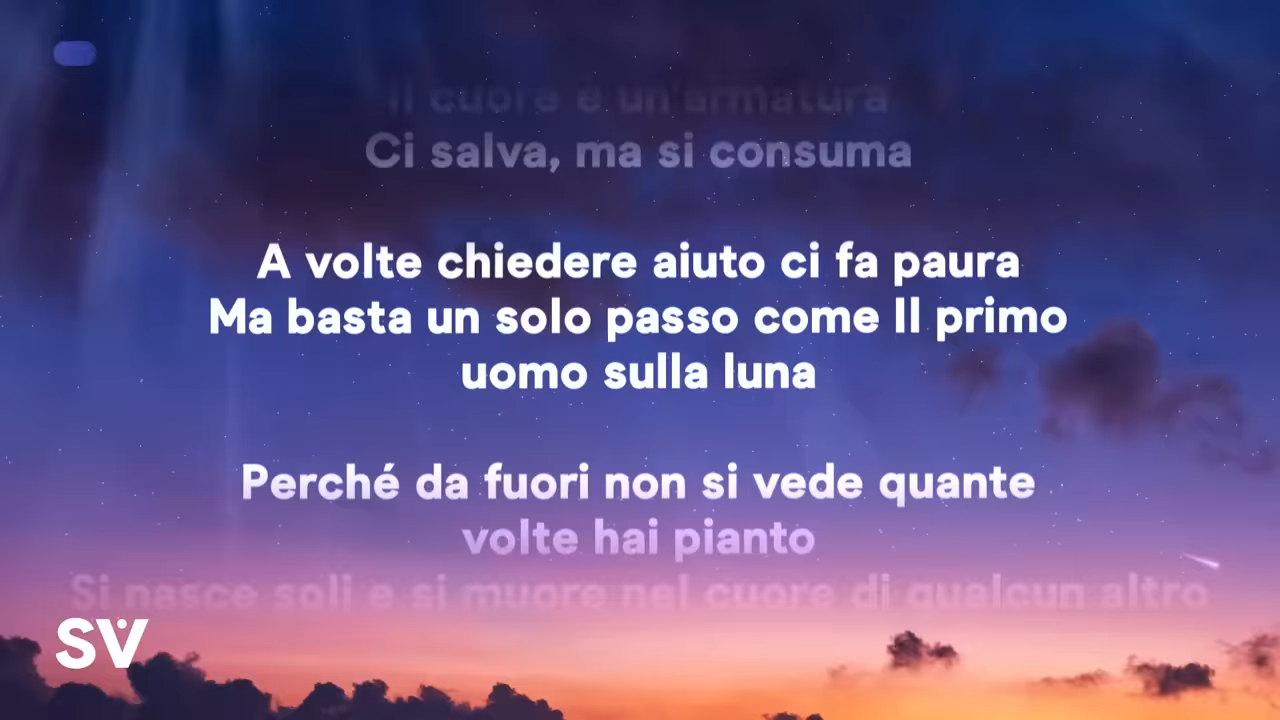 Il cuore è un'armatura
Ci salva, ma si consuma
A volte chiedere aiuto ci fa paura
Ma basta un solo passo come Il primo
uomo sulla luna
Perché da fuori non si vede quante
volte hai pianto
Si nasce soli e si muore nel cuore di qualcun altro
SV